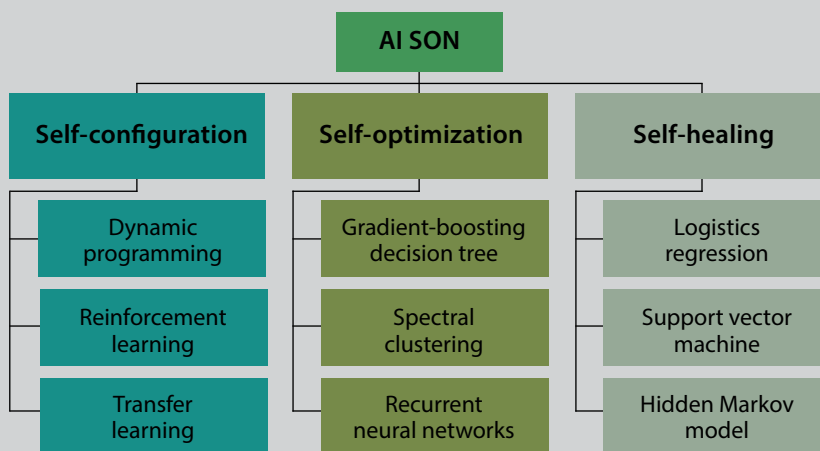 AI SON
Self-configuration
Self-optimization
Self-healing
Dynamic
programming
Gradient-boosting
decision tree
Logistics
regression
Reinforcement
learning
Spectral
clustering
Support vector
machine
Transfer
learning
Recurrent
neural networks
Hidden Markov
model